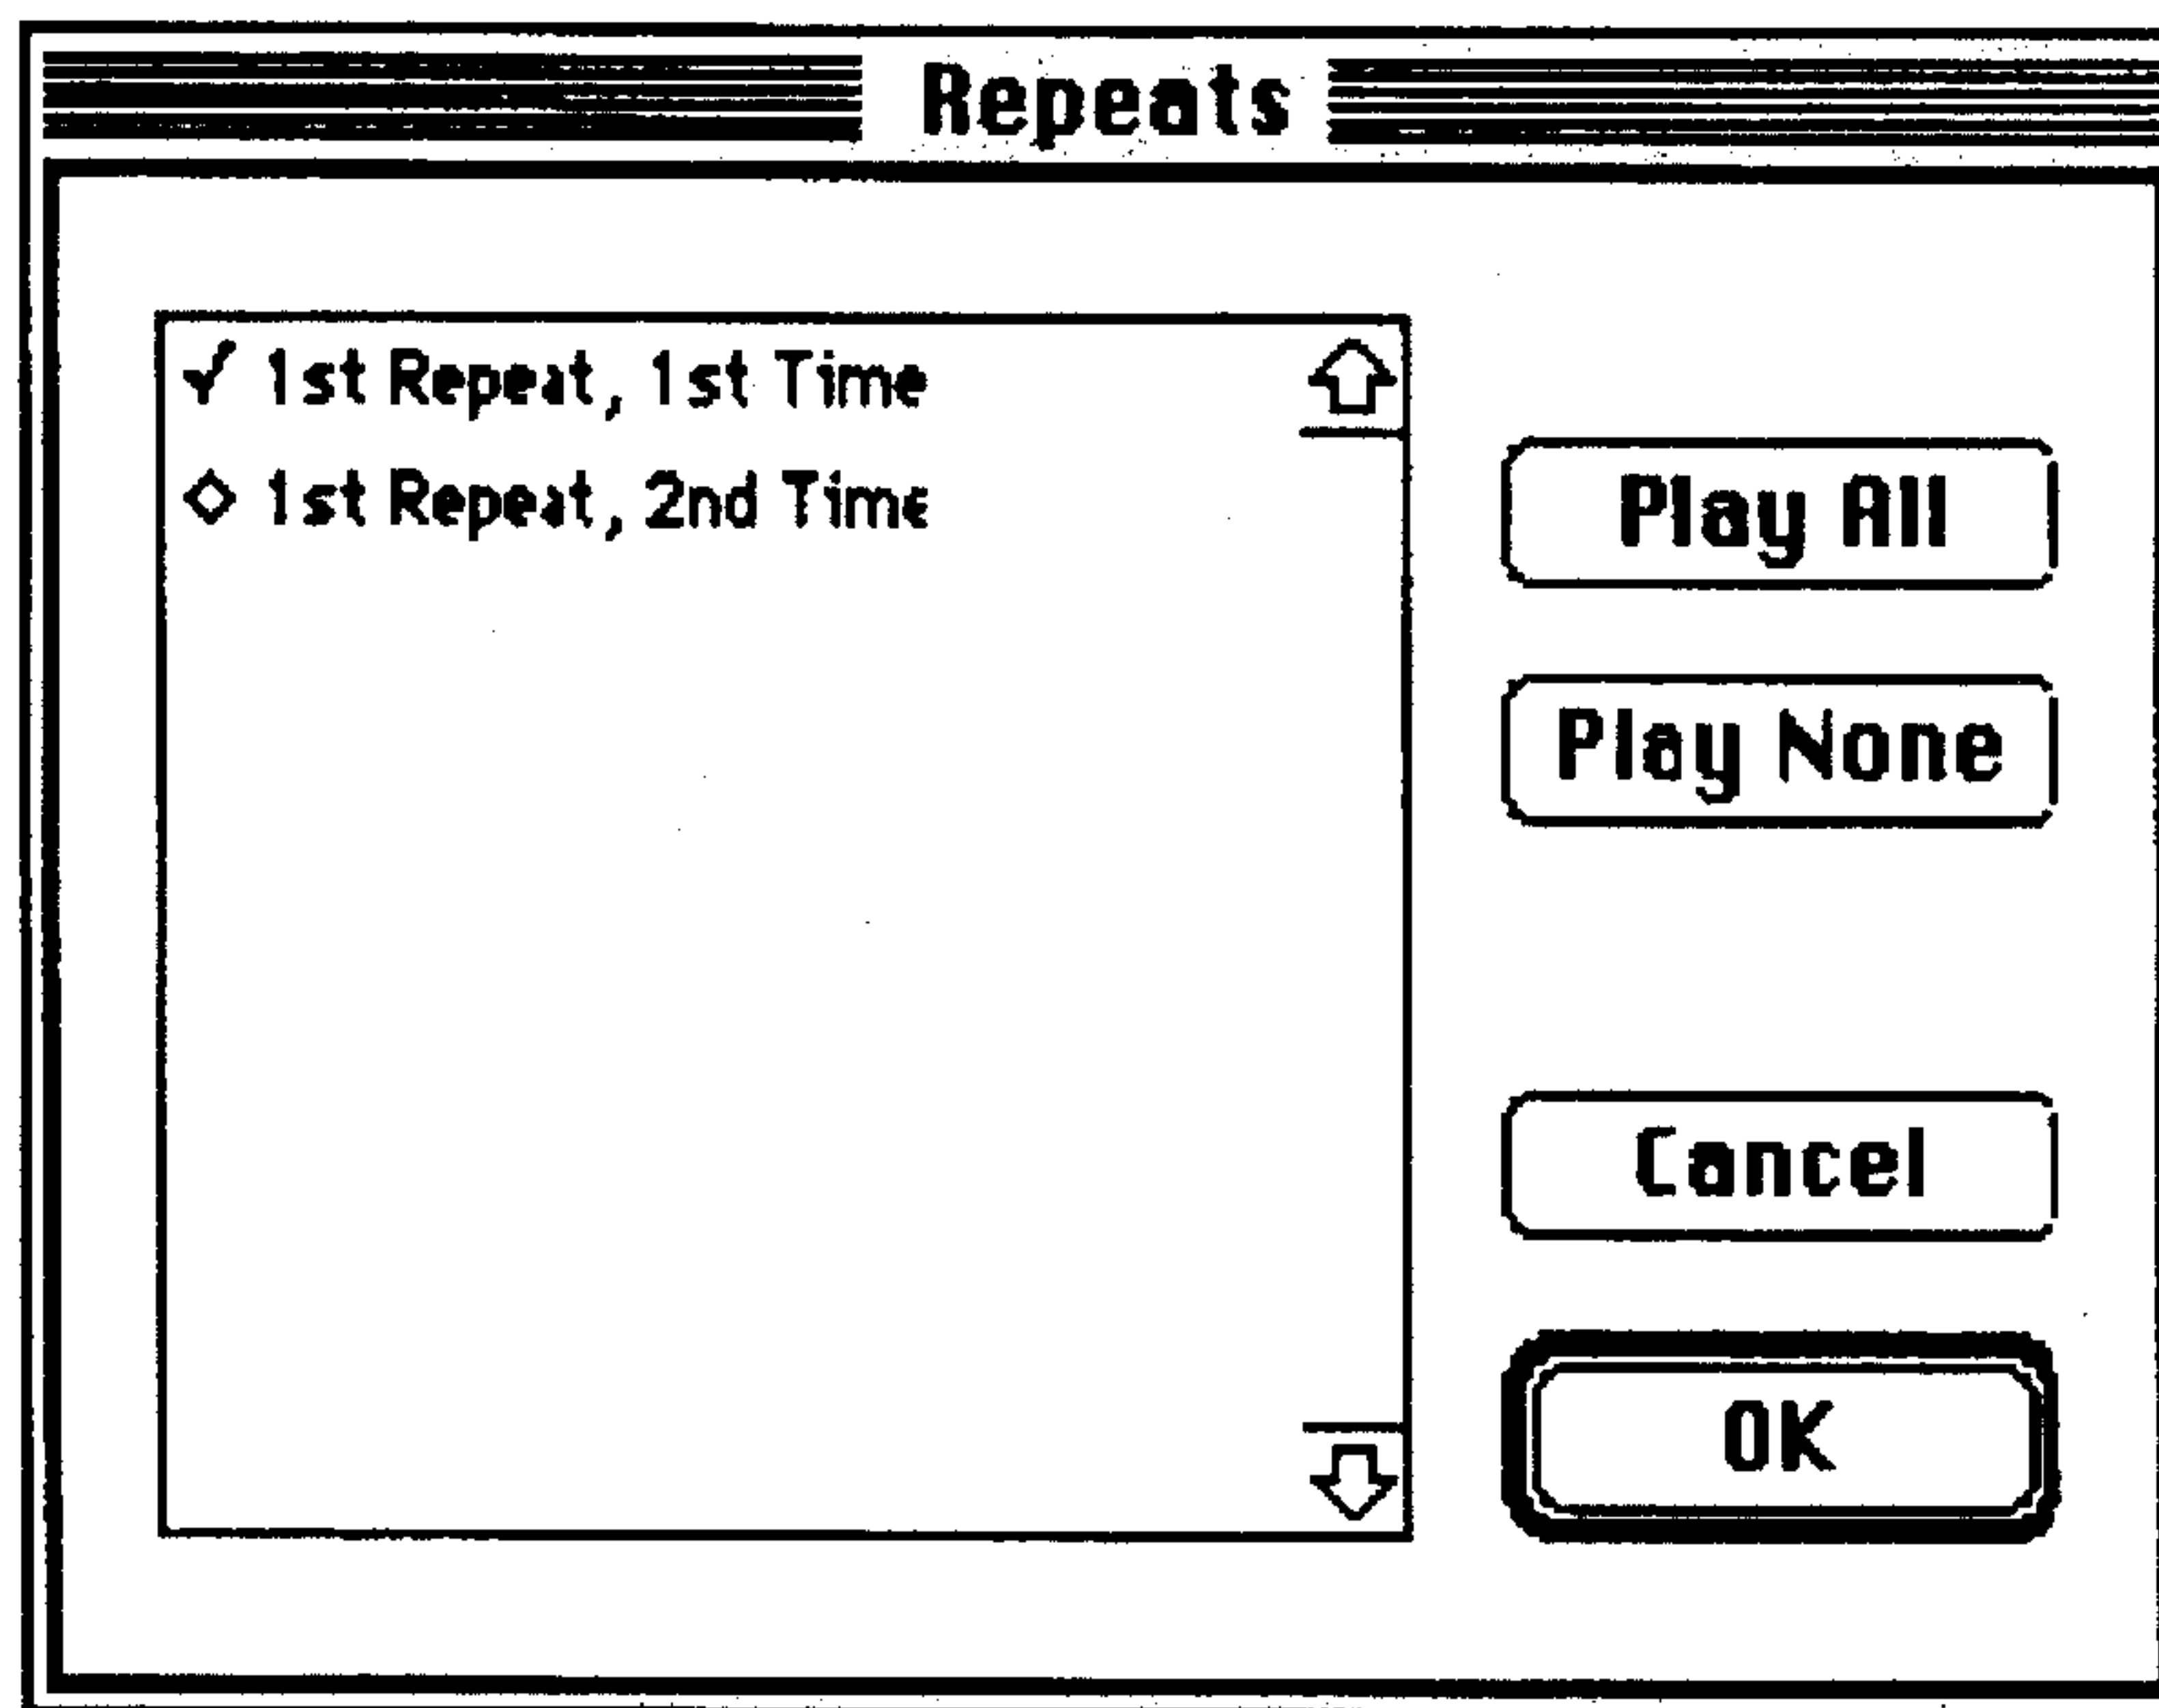 Repeats
✓ 1st Repeat, 1st Time
◇ 1st Repeat, 2nd Time
Play All
Play None
Cancel
OK